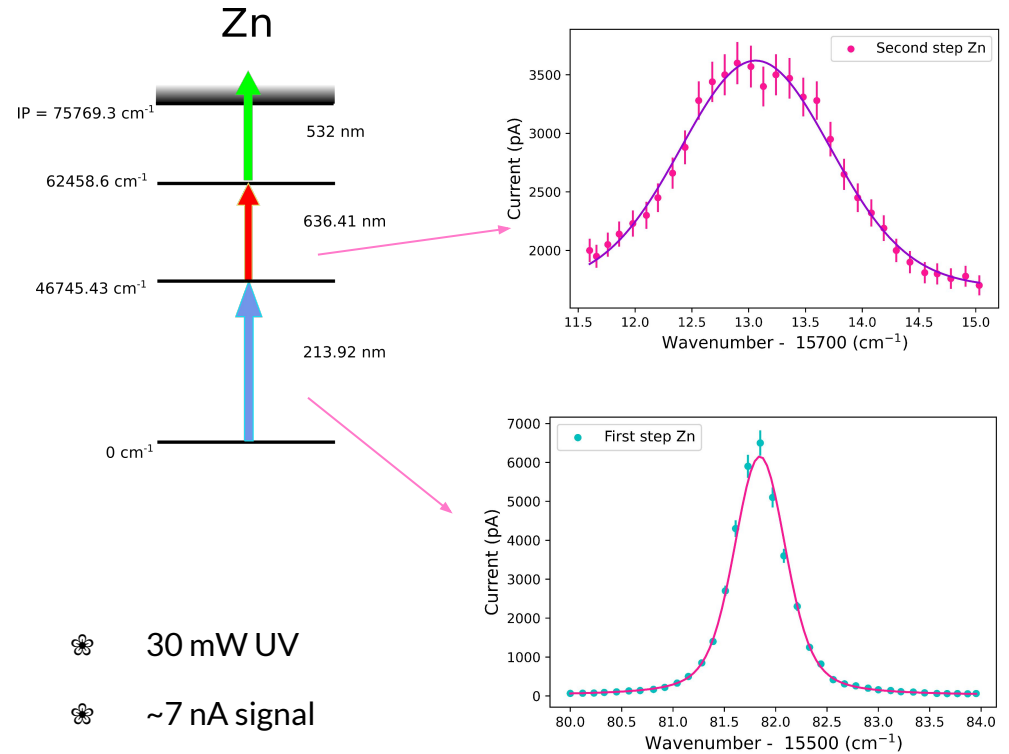 Zn
IP = 75769.3 cm⁻¹
532 nm
62458.6 cm⁻¹
636.41 nm
46745.43 cm⁻¹
213.92 nm
0 cm⁻¹
30 mW UV
~7 nA signal
Second step Zn
Current (pA)
3500
3000
2500
2000
11.5 12.0 12.5 13.0 13.5 14.0 14.5 15.0
Wavenumber - 15700 (cm⁻¹)
First step Zn
Current (pA)
7000
6000
5000
4000
3000
2000
1000
0
80.0 80.5 81.0 81.5 82.0 82.5 83.0 83.5 84.0
Wavenumber - 15500 (cm⁻¹)